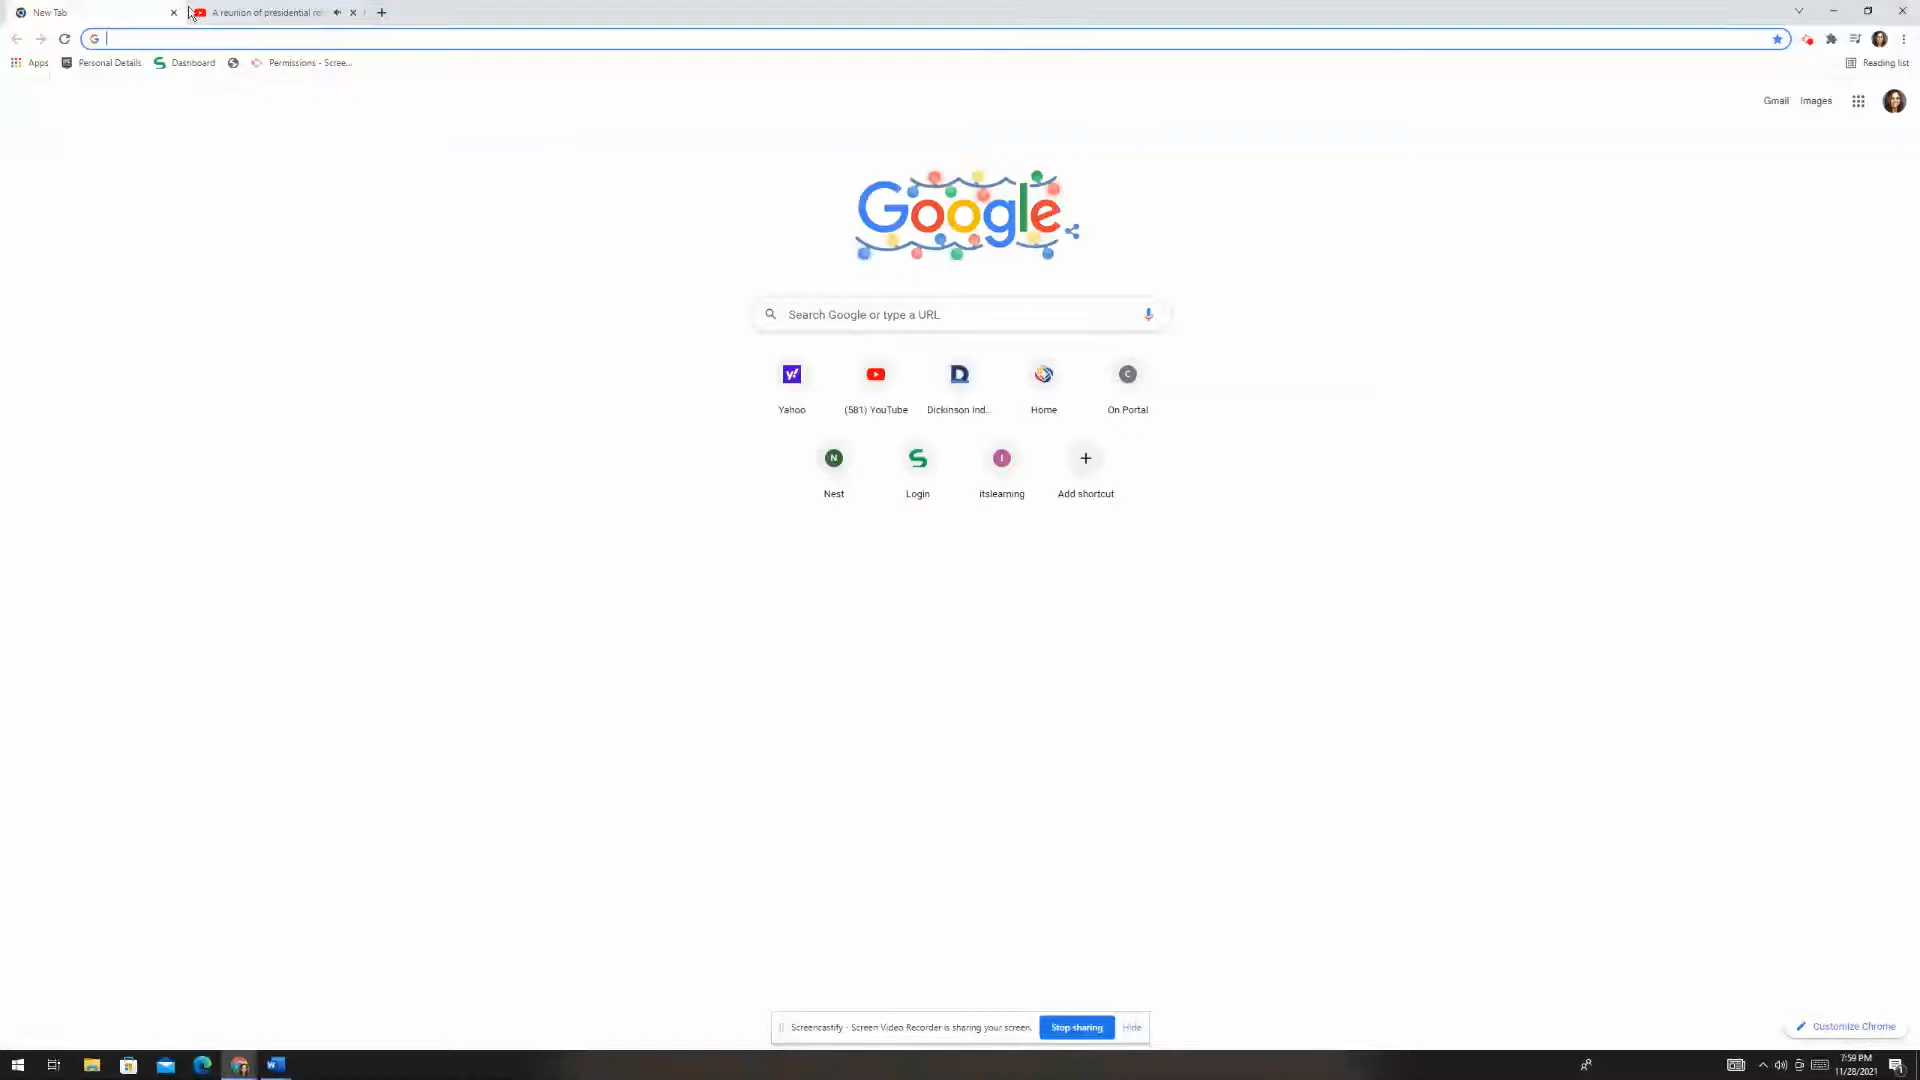 New Tab
A reunion of presidential re
Apps
Personal Details
Dashboard
Permissions - Scree...
Reading list
Gmail
Images
Google
Search Google or type a URL
Yahoo
(581) YouTube
Dickinson Ind...
Home
On Portal
Nest
Login
itslearning
Add shortcut
Screencastify - Screen Video Recorder is sharing your screen.
Stop sharing
Hide
Customize Chrome
7:59 PM
11/28/2021